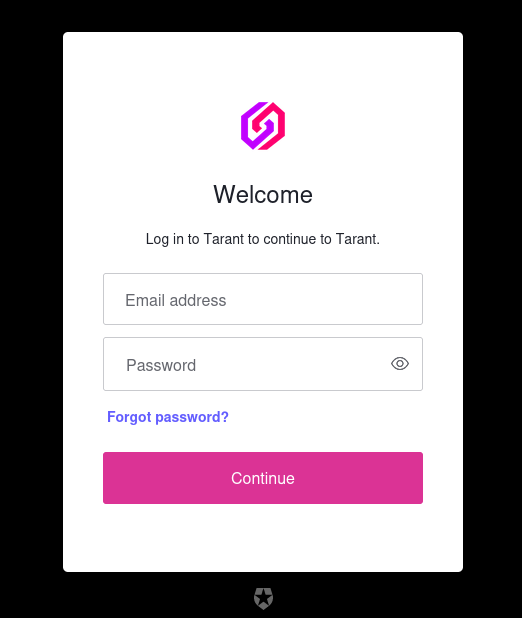 Welcome
Log in to Tarant to continue to Tarant.
Email address
Password
Forgot password?
Continue